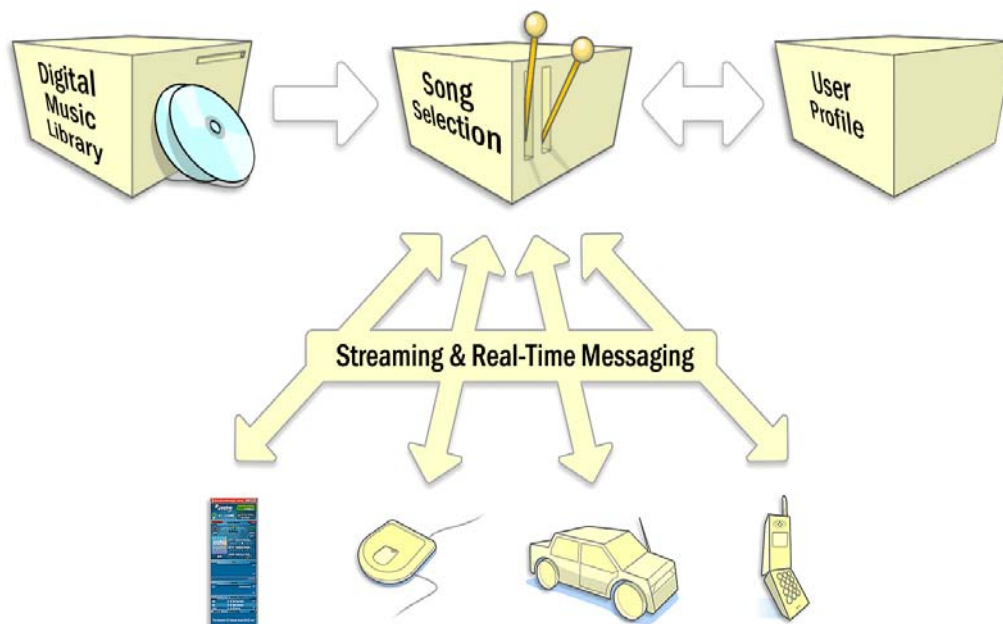 Digital
Music
Library
Song
Selection
User
Profile
Streaming & Real-Time Messaging